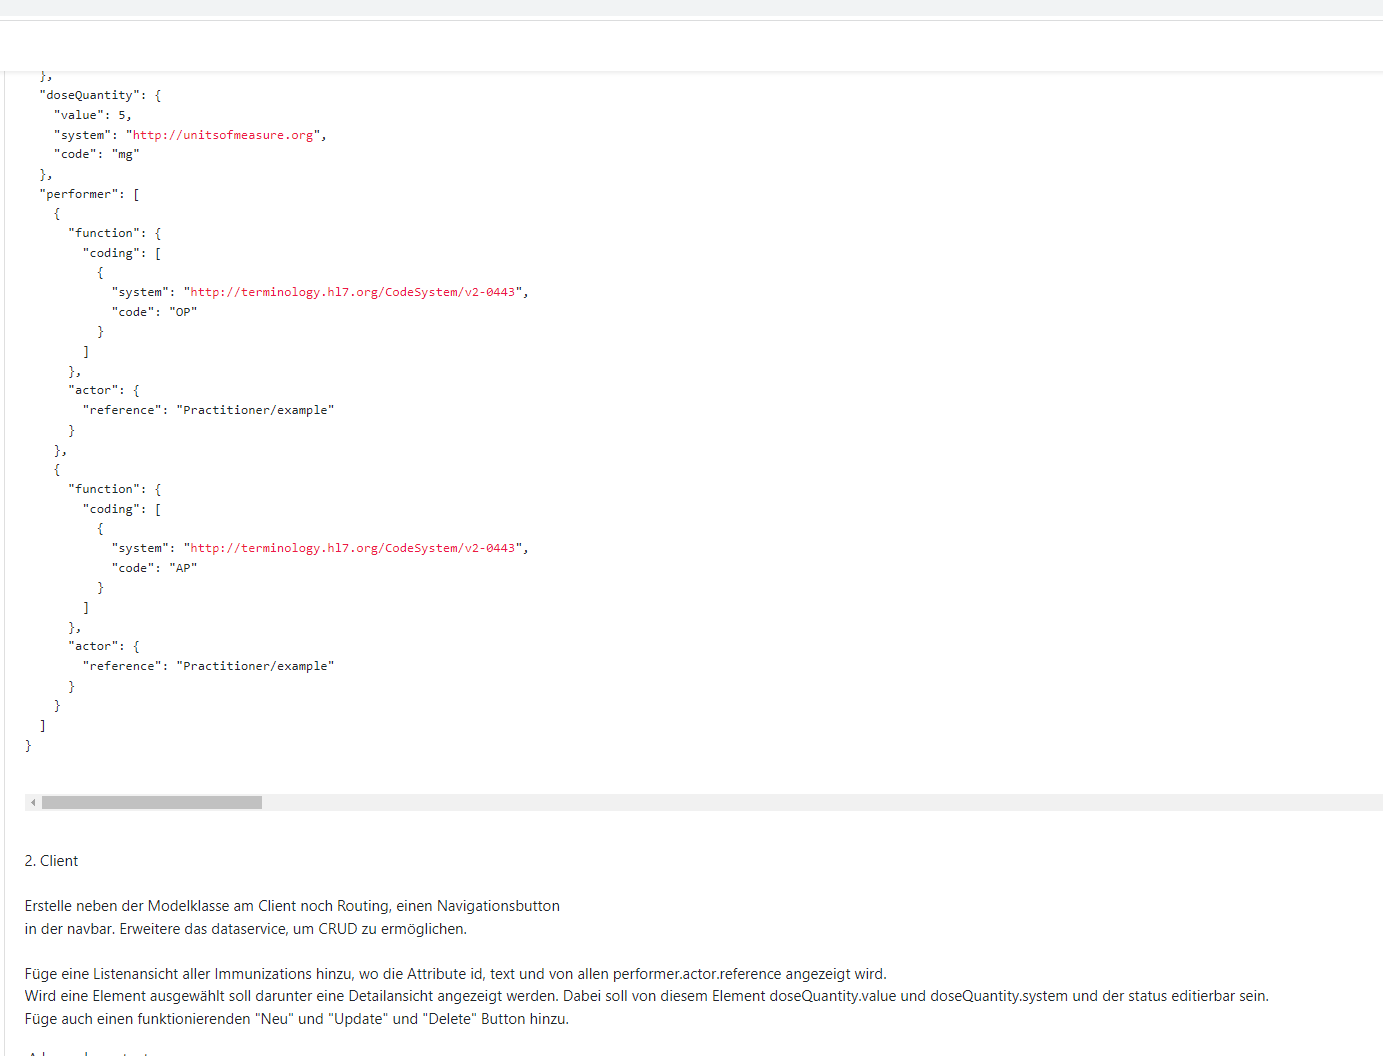 },
"doseQuantity": {
"value": 5,
"system": "http://unitsofmeasure.org",
"code": "mg"
},
"performer": [
{
"function": {
"coding": [
{
"system": "http://terminology.hl7.org/CodeSystem/v2-0443",
"code": "OP"
}
]
},
"actor": {
"reference": "Practitioner/example"
}
},
{
"function": {
"coding": [
{
"system": "http://terminology.hl7.org/CodeSystem/v2-0443",
"code": "AP"
}
]
},
"actor": {
"reference": "Practitioner/example"
}
}
]
}
2. Client
Erstelle neben der Modelklasse am Client noch Routing, einen Navigationsbutton
in der navbar. Erweitere das dataservice, um CRUD zu ermöglichen.
Füge eine Listenansicht aller Immunizations hinzu, wo die Attribute id, text und von allen performer.actor.reference angezeigt wird.
Wird eine Element ausgewählt soll darunter eine Detailansicht angezeigt werden. Dabei soll von diesem Element doseQuantity.value und doseQuantity.system und der status editierbar sein.
Füge auch einen funktionierenden "Neu" und "Update" und "Delete" Button hinzu.